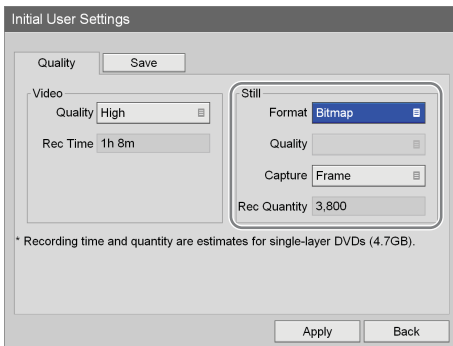 Initial User Settings
Quality
Save
Video
Quality High
Rec Time 1h 8m
Still
Format Bitmap
Quality
Capture Frame
Rec Quantity 3,800
* Recording time and quantity are estimates for single-layer DVDs (4.7GB).
Apply
Back